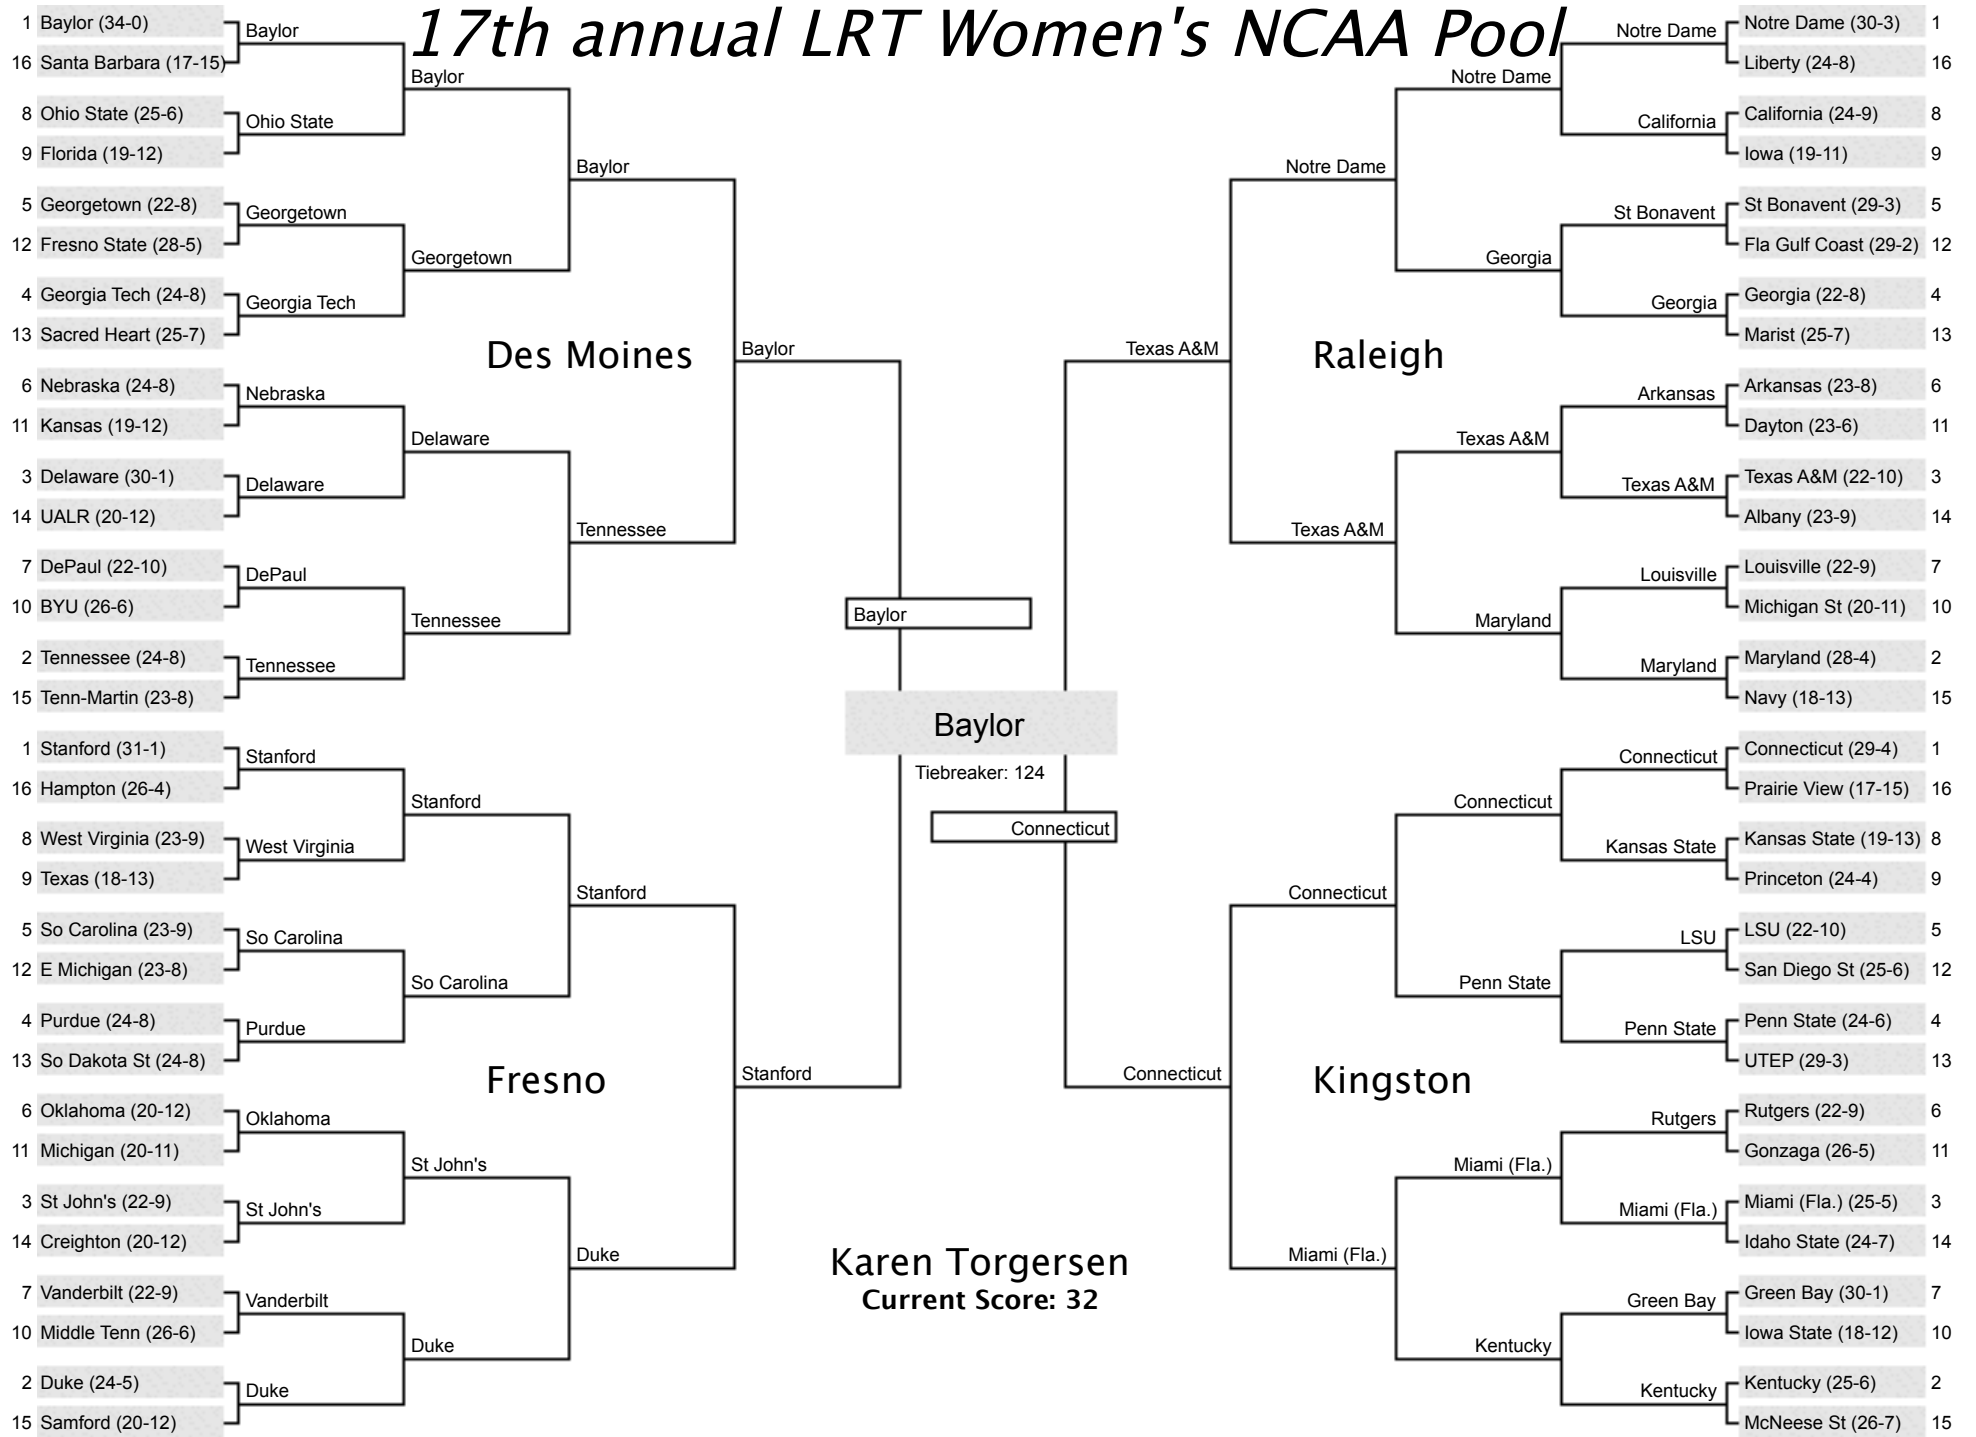 17th annual LRT Women's NCAA Pool
1 Baylor (34-0)
16 Santa Barbara (17-15)
8 Ohio State (25-6)
9 Florida (19-12)
5 Georgetown (22-8)
12 Fresno State (28-5)
4 Georgia Tech (24-8)
13 Sacred Heart (25-7)
6 Nebraska (24-8)
11 Kansas (19-12)
3 Delaware (30-1)
14 UALR (20-12)
7 DePaul (22-10)
10 BYU (26-6)
2 Tennessee (24-8)
15 Tenn-Martin (23-8)
Baylor
Ohio State
Georgetown
Georgia Tech
Nebraska
Delaware
DePaul
Tennessee
Baylor
Georgetown
Delaware
Tennessee
Baylor
Tennessee
Des Moines
Baylor
1 Stanford (31-1)
16 Hampton (26-4)
8 West Virginia (23-9)
9 Texas (18-13)
5 So Carolina (23-9)
12 E Michigan (23-8)
4 Purdue (24-8)
13 So Dakota St (24-8)
6 Oklahoma (20-12)
11 Michigan (20-11)
3 St John's (22-9)
14 Creighton (20-12)
7 Vanderbilt (22-9)
10 Middle Tenn (26-6)
2 Duke (24-5)
15 Samford (20-12)
Stanford
West Virginia
So Carolina
Purdue
Oklahoma
St John's
Vanderbilt
Duke
Stanford
So Carolina
St John's
Duke
Stanford
Duke
Fresno
Stanford
Baylor
Baylor
Tiebreaker: 124
Connecticut
Karen Torgersen
Current Score: 32
Notre Dame (30-3) 1
Liberty (24-8) 16
California (24-9) 8
Iowa (19-11) 9
St Bonavent (29-3) 5
Fla Gulf Coast (29-2) 12
Georgia (22-8) 4
Marist (25-7) 13
Arkansas (23-8) 6
Dayton (23-6) 11
Texas A&M (22-10) 3
Albany (23-9) 14
Louisville (22-9) 7
Michigan St (20-11) 10
Maryland (28-4) 2
Navy (18-13) 15
Notre Dame
California
St Bonavent
Georgia
Arkansas
Texas A&M
Louisville
Maryland
Notre Dame
Georgia
Texas A&M
Maryland
Notre Dame
Texas A&M
Raleigh
Texas A&M
Connecticut (29-4) 1
Prairie View (17-15) 16
Kansas State (19-13) 8
Princeton (24-4) 9
LSU (22-10) 5
San Diego St (25-6) 12
Penn State (24-6) 4
UTEP (29-3) 13
Rutgers (22-9) 6
Gonzaga (26-5) 11
Miami (Fla.) (25-5) 3
Idaho State (24-7) 14
Green Bay (30-1) 7
Iowa State (18-12) 10
Kentucky (25-6) 2
McNeese St (26-7) 15
Connecticut
Kansas State
LSU
Penn State
Rutgers
Miami (Fla.)
Green Bay
Kentucky
Connecticut
Penn State
Miami (Fla.)
Kentucky
Connecticut
Miami (Fla.)
Kingston
Connecticut